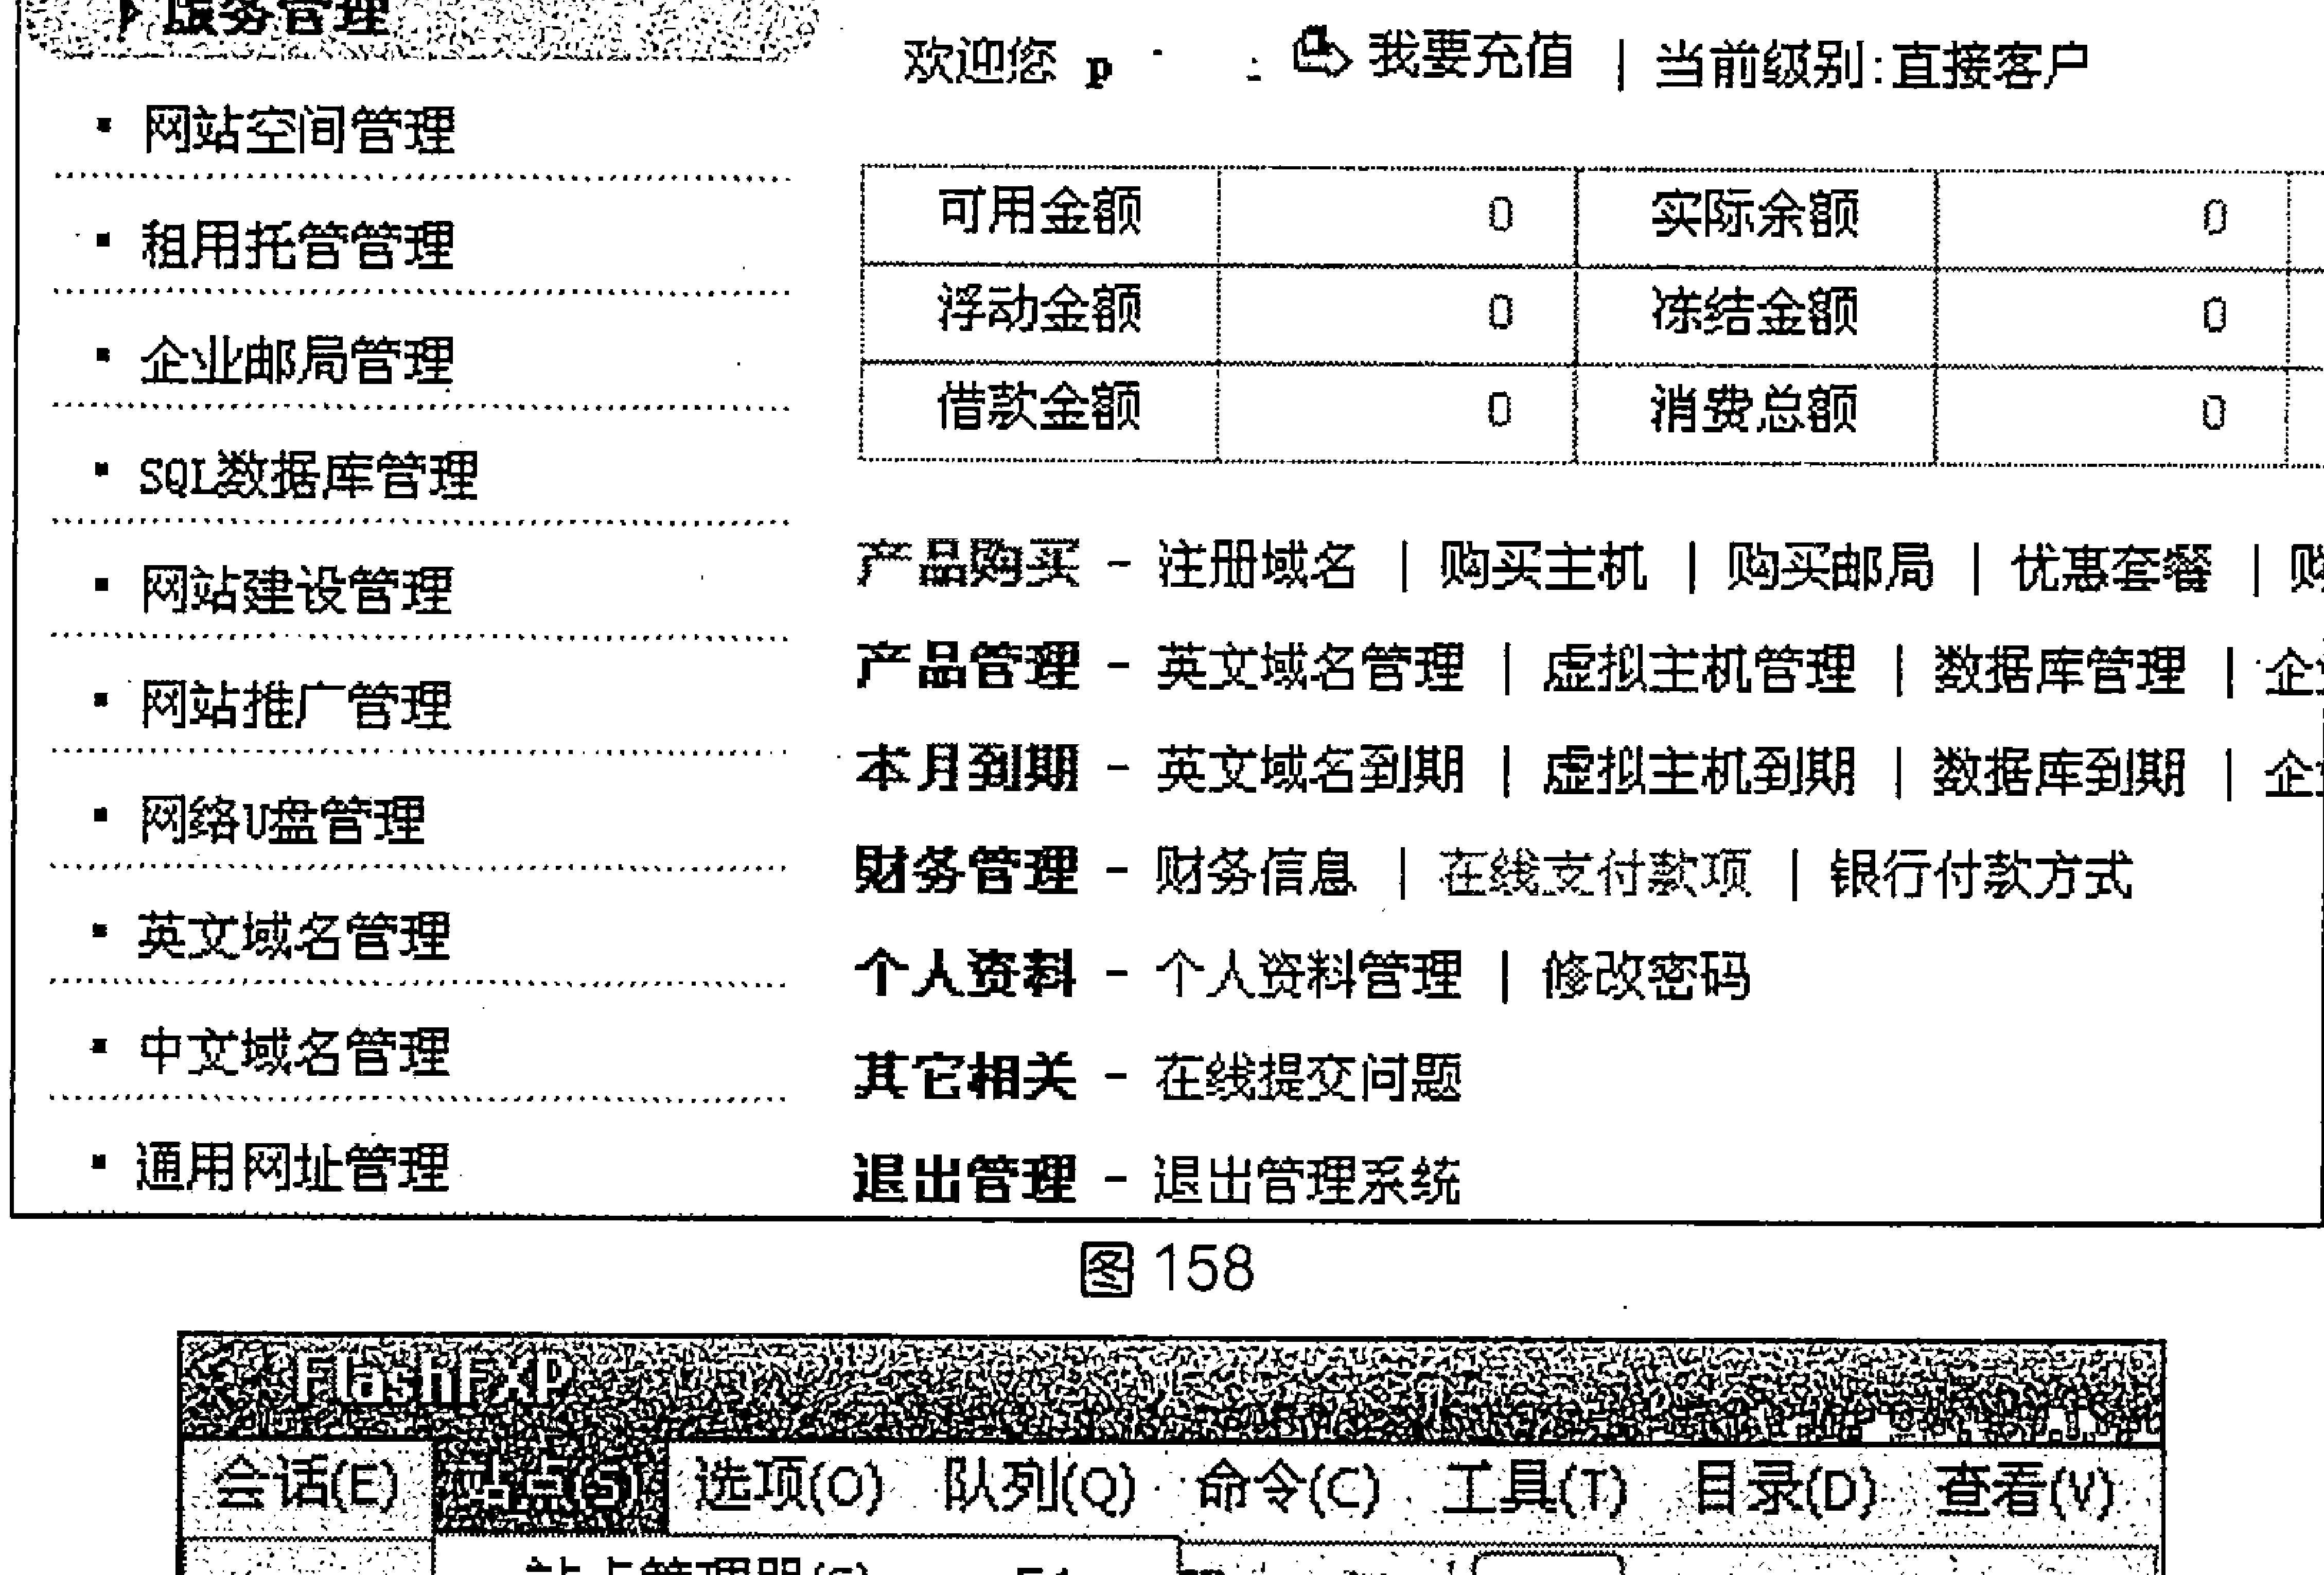 服务管理
▪ 网站空间管理
▪ 租用托管管理
▪ 企业邮局管理
▪ SQL数据库管理
▪ 网站建设管理
▪ 网站推广管理
▪ 网络U盘管理
▪ 英文域名管理
▪ 中文域名管理
▪ 通用网址管理
欢迎您 p 我要充值 | 当前级别:直接客户
可用金额 0 实际余额 0
浮动金额 0 冻结金额 0
借款金额 0 消费总额 0
产品购买 - 注册域名 | 购买主机 | 购买邮局 | 优惠套餐 | 购
产品管理 - 英文域名管理 | 虚拟主机管理 | 数据库管理 | 企
本月到期 - 英文域名到期 | 虚拟主机到期 | 数据库到期 | 企
财务管理 - 财务信息 | 在线支付款项 | 银行付款方式
个人资料 - 个人资料管理 | 修改密码
其它相关 - 在线提交问题
退出管理 - 退出管理系统
图 158
FlashFXP
会话(E) 站点(S) 选项(O) 队列(Q) 命令(C) 工具(T) 目录(D) 查看(V)
站点管理器(S)